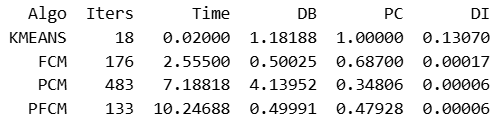 Algo Iters Time DB PC DI
KMEANS 18 0.02000 1.18188 1.00000 0.13070
FCM 176 2.55500 0.50025 0.68700 0.00017
PCM 483 7.18818 4.13952 0.34806 0.00006
PFCM 133 10.24688 0.49991 0.47928 0.00006